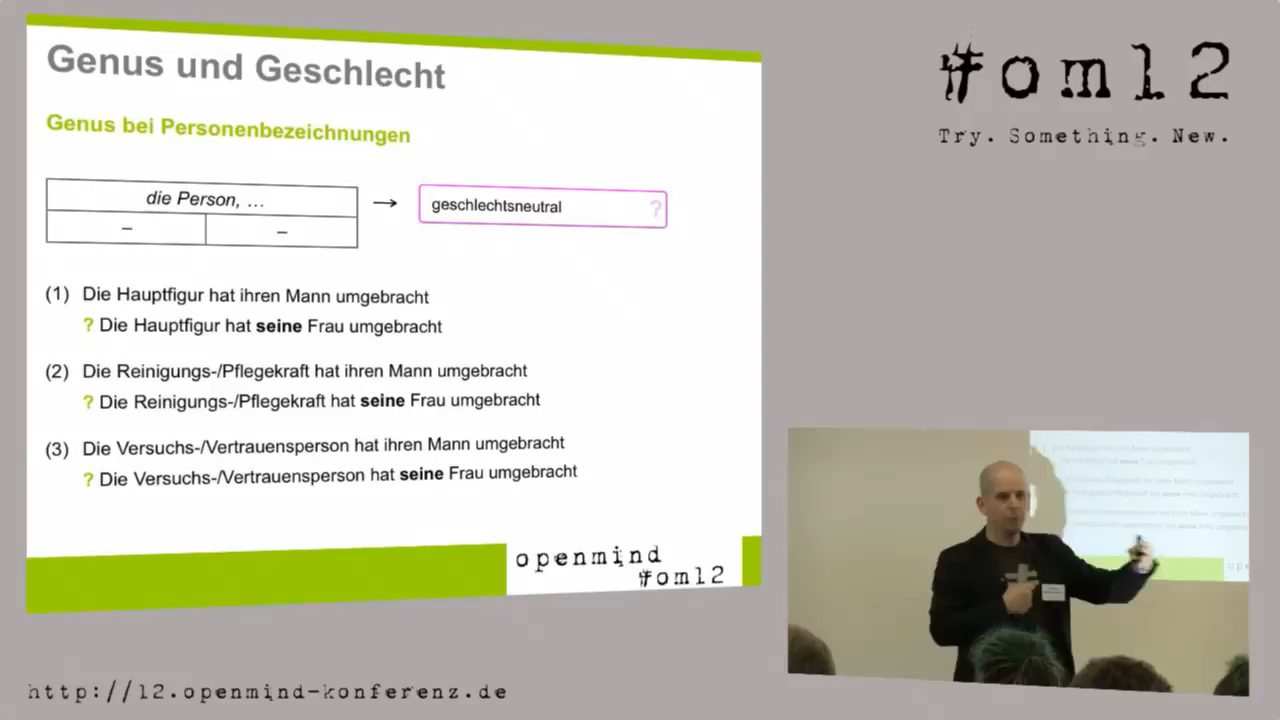 Genus und Geschlecht
Genus bei Personenbezeichnungen
die Person, …
– –
→
geschlechtsneutral ?
(1) Die Hauptfigur hat ihren Mann umgebracht
? Die Hauptfigur hat seine Frau umgebracht
(2) Die Reinigungs-/Pflegekraft hat ihren Mann umgebracht
? Die Reinigungs-/Pflegekraft hat seine Frau umgebracht
(3) Die Versuchs-/Vertrauensperson hat ihren Mann umgebracht
? Die Versuchs-/Vertrauensperson hat seine Frau umgebracht
openmind
#om12
#om12
Try. Something. New.
http://12.openmind-konferenz.de